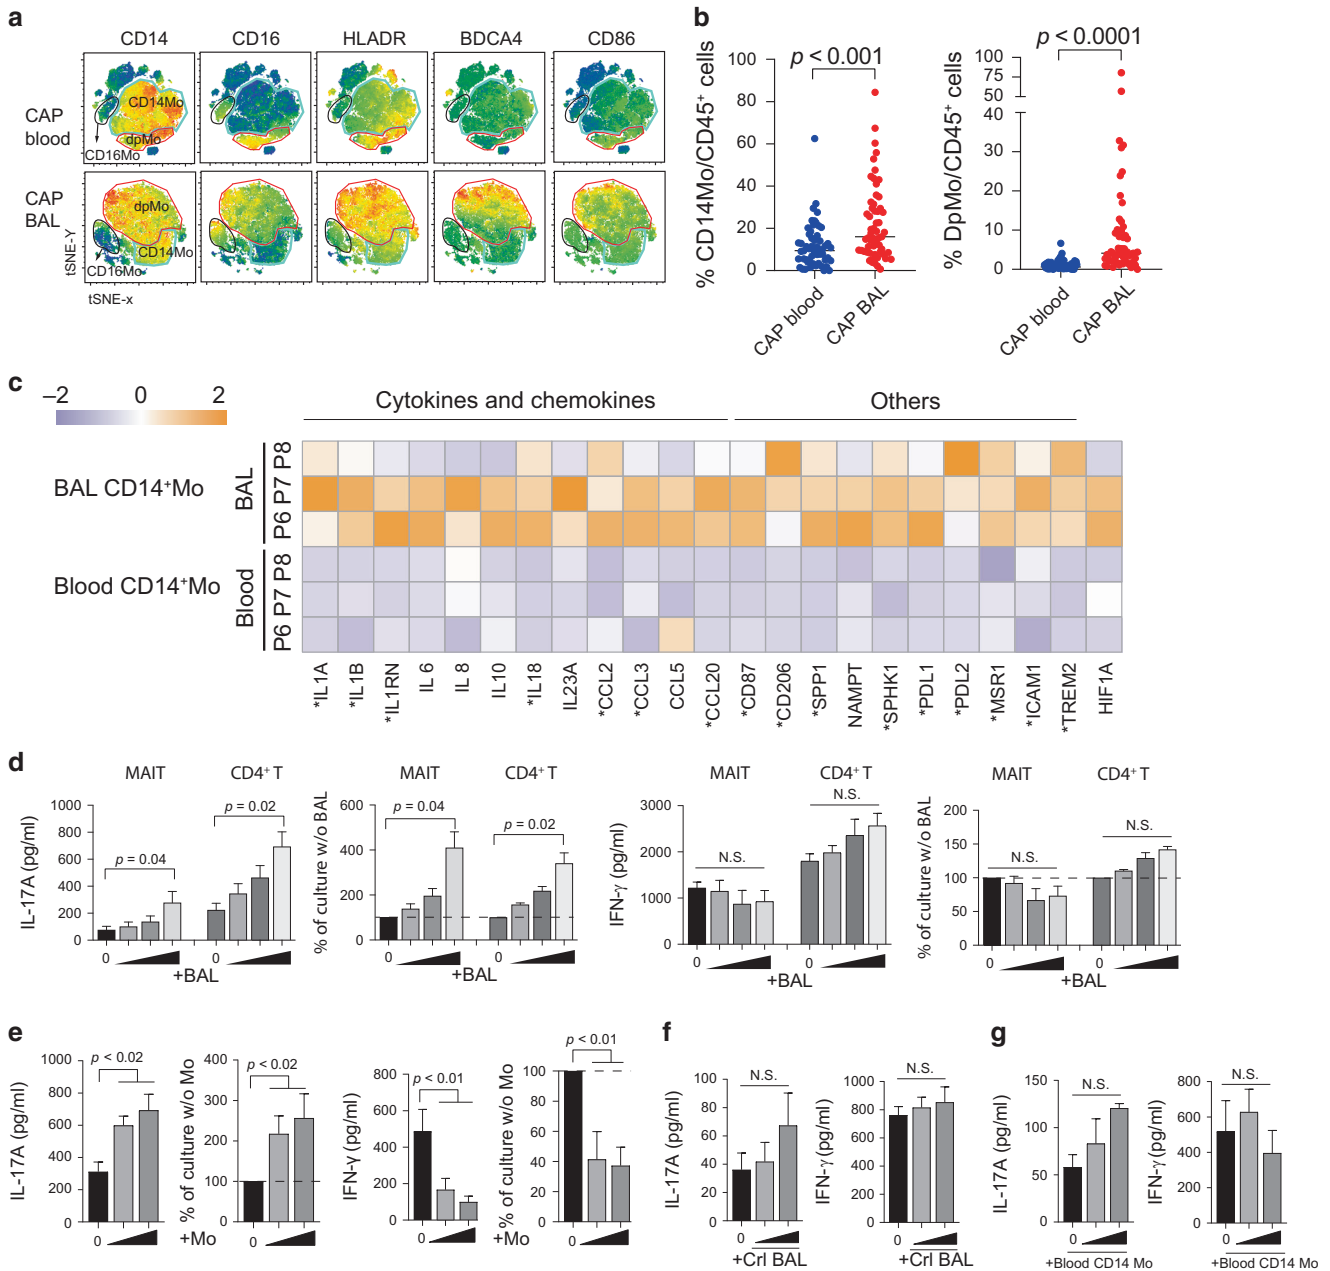 a
CD14 CD16 HLADR BDCA4 CD86
CAP blood
CD14Mo
dpMo
CD16Mo
CAP BAL
dpMo
CD14Mo
CD16Mo
tSNE-Y
tSNE-x
b
p < 0.001
% CD14Mo/CD45+ cells
100
80
60
40
20
0
CAP blood
CAP BAL
p < 0.0001
% DpMo/CD45+ cells
100
75
50
40
30
20
10
0
CAP blood
CAP BAL
c
–2 0 2
Cytokines and chemokines
Others
BAL CD14+Mo
BAL
P8
P7
P6
Blood CD14+Mo
Blood
P8
P7
P6
*IL1A *IL1B *IL1RN IL 6 IL 8 IL10 *IL18 IL23A *CCL2 *CCL3 CCL5 *CCL20 *CD87 *CD206 *SPP1 NAMPT *SPHK1 *PDL1 *PDL2 *MSR1 *ICAM1 *TREM2 HIF1A
d
MAIT CD4+ T
IL-17A (pg/ml)
1000
800
600
400
200
0
p = 0.04
p = 0.02
0 0
+BAL
MAIT CD4+ T
% of culture w/o BAL
600
400
200
0
p = 0.04
p = 0.02
0 0
+BAL
MAIT CD4+ T
IFN-γ (pg/ml)
3000
2000
1000
0
N.S.
N.S.
0 0
+BAL
MAIT CD4+ T
% of culture w/o BAL
200
150
100
50
0
N.S.
N.S.
0 0
+BAL
e
IL-17A (pg/ml)
1000
800
600
400
200
0
p < 0.02
0
+Mo
% of culture w/o Mo
400
300
200
100
0
p < 0.02
0
IFN-γ (pg/ml)
800
600
400
200
0
p < 0.01
0
+Mo
% of culture w/o Mo
100
80
60
40
20
0
p < 0.01
0
f
IL-17A (pg/ml)
100
80
60
40
20
0
N.S.
0
+Crl BAL
IFN-γ (pg/ml)
1000
800
600
400
200
0
N.S.
0
+Crl BAL
g
IL-17A (pg/ml)
150
100
50
0
N.S.
0
+Blood CD14 Mo
IFN-γ (pg/ml)
800
600
400
200
0
N.S.
0
+Blood CD14 Mo